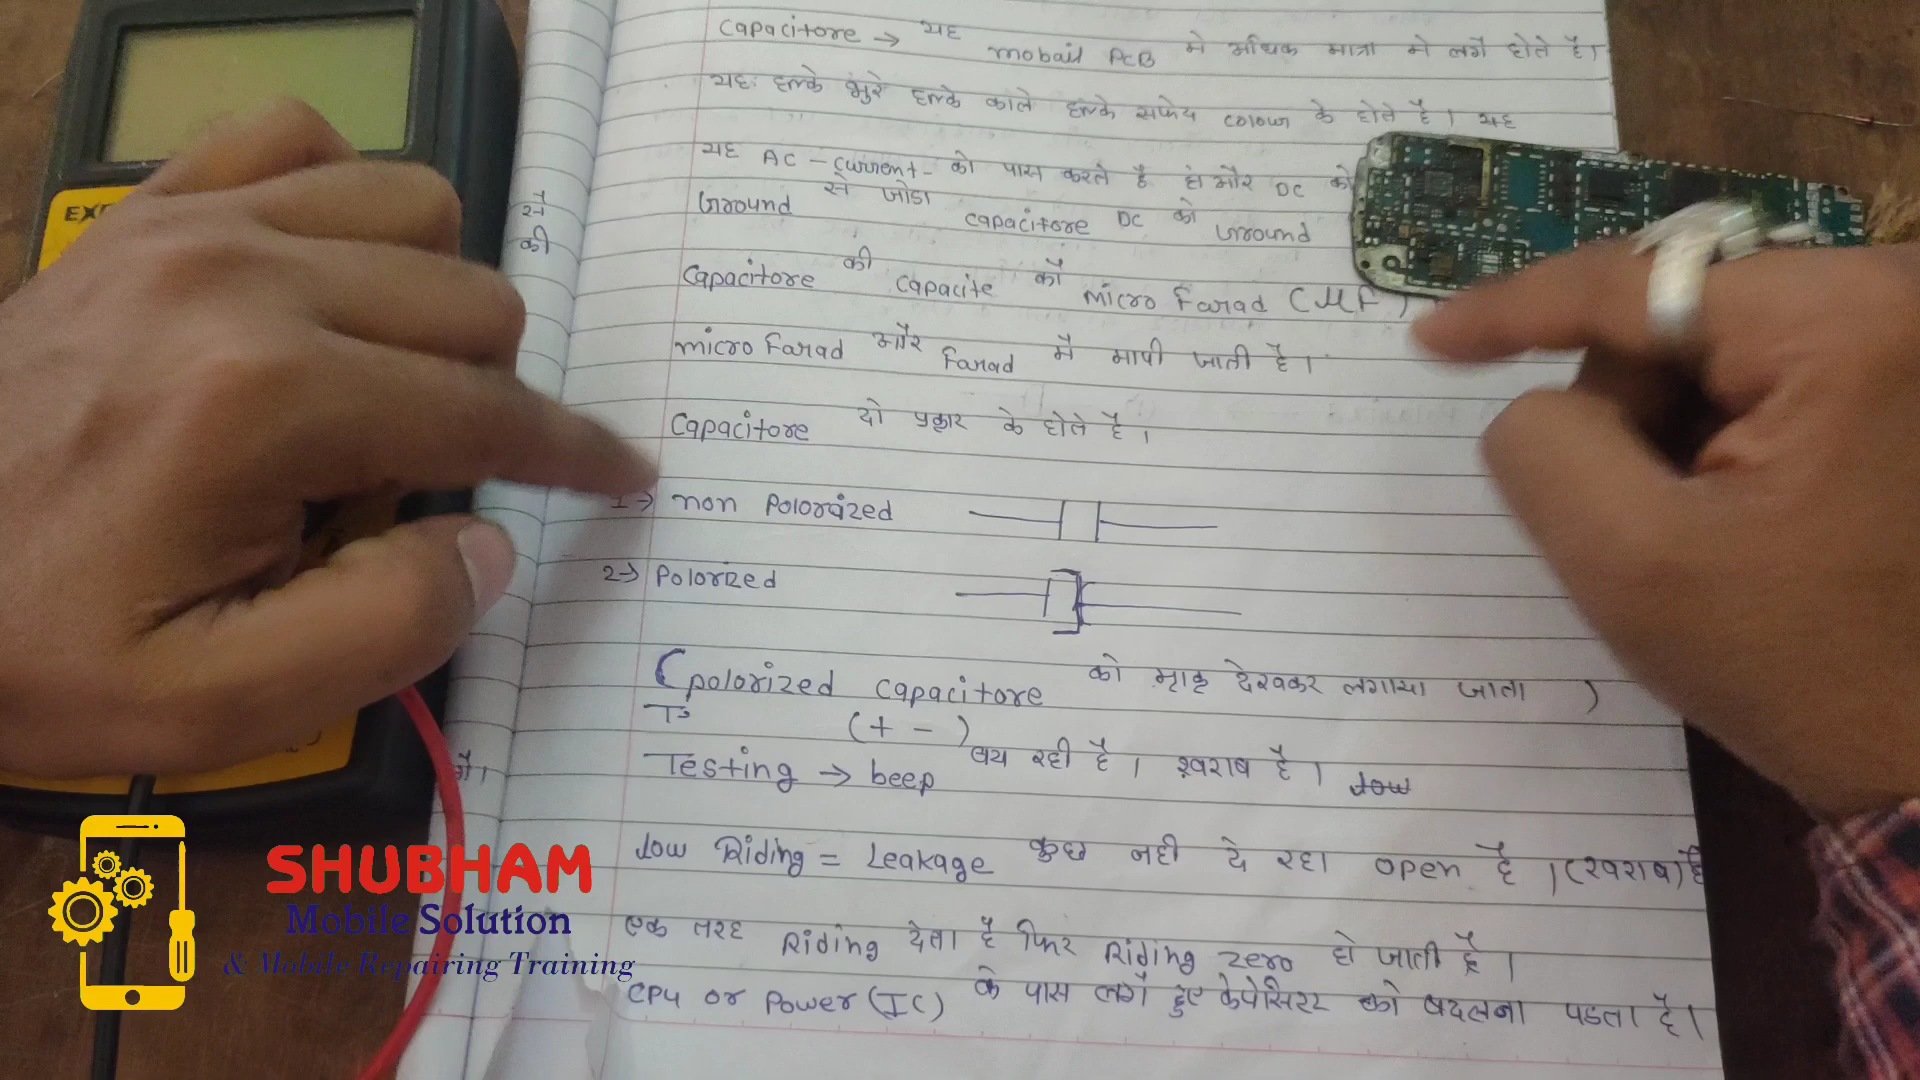 Capacitore → यह mobail PCB मे अधिक मात्रा मे लगे होते है।
यहः हल्के भुरे हल्के काले हल्के सफेद colour के होते है। यह
यह AC - current - को पास करते है और DC को
Ground से जोडा capacitore DC को Ground
Capacitore की capacite को micro Farad (MF)
micro Farad और Farad मे मापी जाती है।
Capacitore दो प्रकार के होते है।
1→ non Polorized
2→ Polorized
(polorized capacitore को देखकर लगाया जाता )
(+ -)
Testing → beep रही है। खराब है। low
low Riding = Leakage कुछ नही दे रहा open है। (खराब) है
एक तरह Riding देता है फिर Riding zero हो जाती है।
CPU or Power (IC) के पास लगे हुए केपेसिटर को बदलना पडता है।
ने
की
EX
SHUBHAM
Mobile Solution
& Mobile Repairing Training